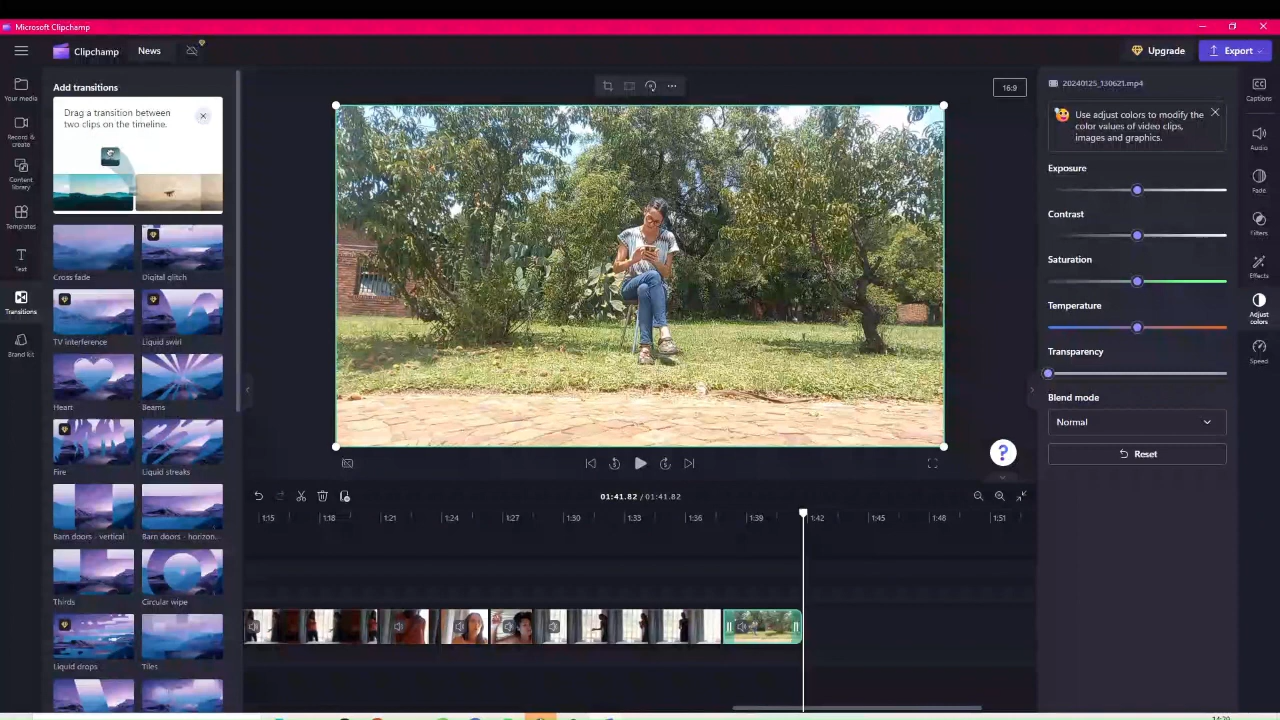 Microsoft Clipchamp
Clipchamp
News
Upgrade
Export
Your media
Record &
create
Content
library
Templates
Text
Transitions
Brand kit
Add transitions
Drag a transition between
two clips on the timeline.
Cross fade
Digital glitch
TV interference
Liquid swirl
Heart
Beams
Fire
Liquid streaks
Barn doors - vertical
Barn doors - horizon...
Thirds
Circular wipe
Liquid drops
Tiles
16:9
5
5
?
01:41.82 / 01:41.82
1:15
1:18
1:21
1:24
1:27
1:30
1:33
1:36
1:39
1:42
1:45
1:48
1:51
20240125_130621.mp4
Use adjust colors to modify the
color values of video clips,
images and graphics.
Exposure
Contrast
Saturation
Temperature
Transparency
Blend mode
Normal
Reset
Captions
Audio
Fade
Filters
Effects
Adjust
colors
Speed